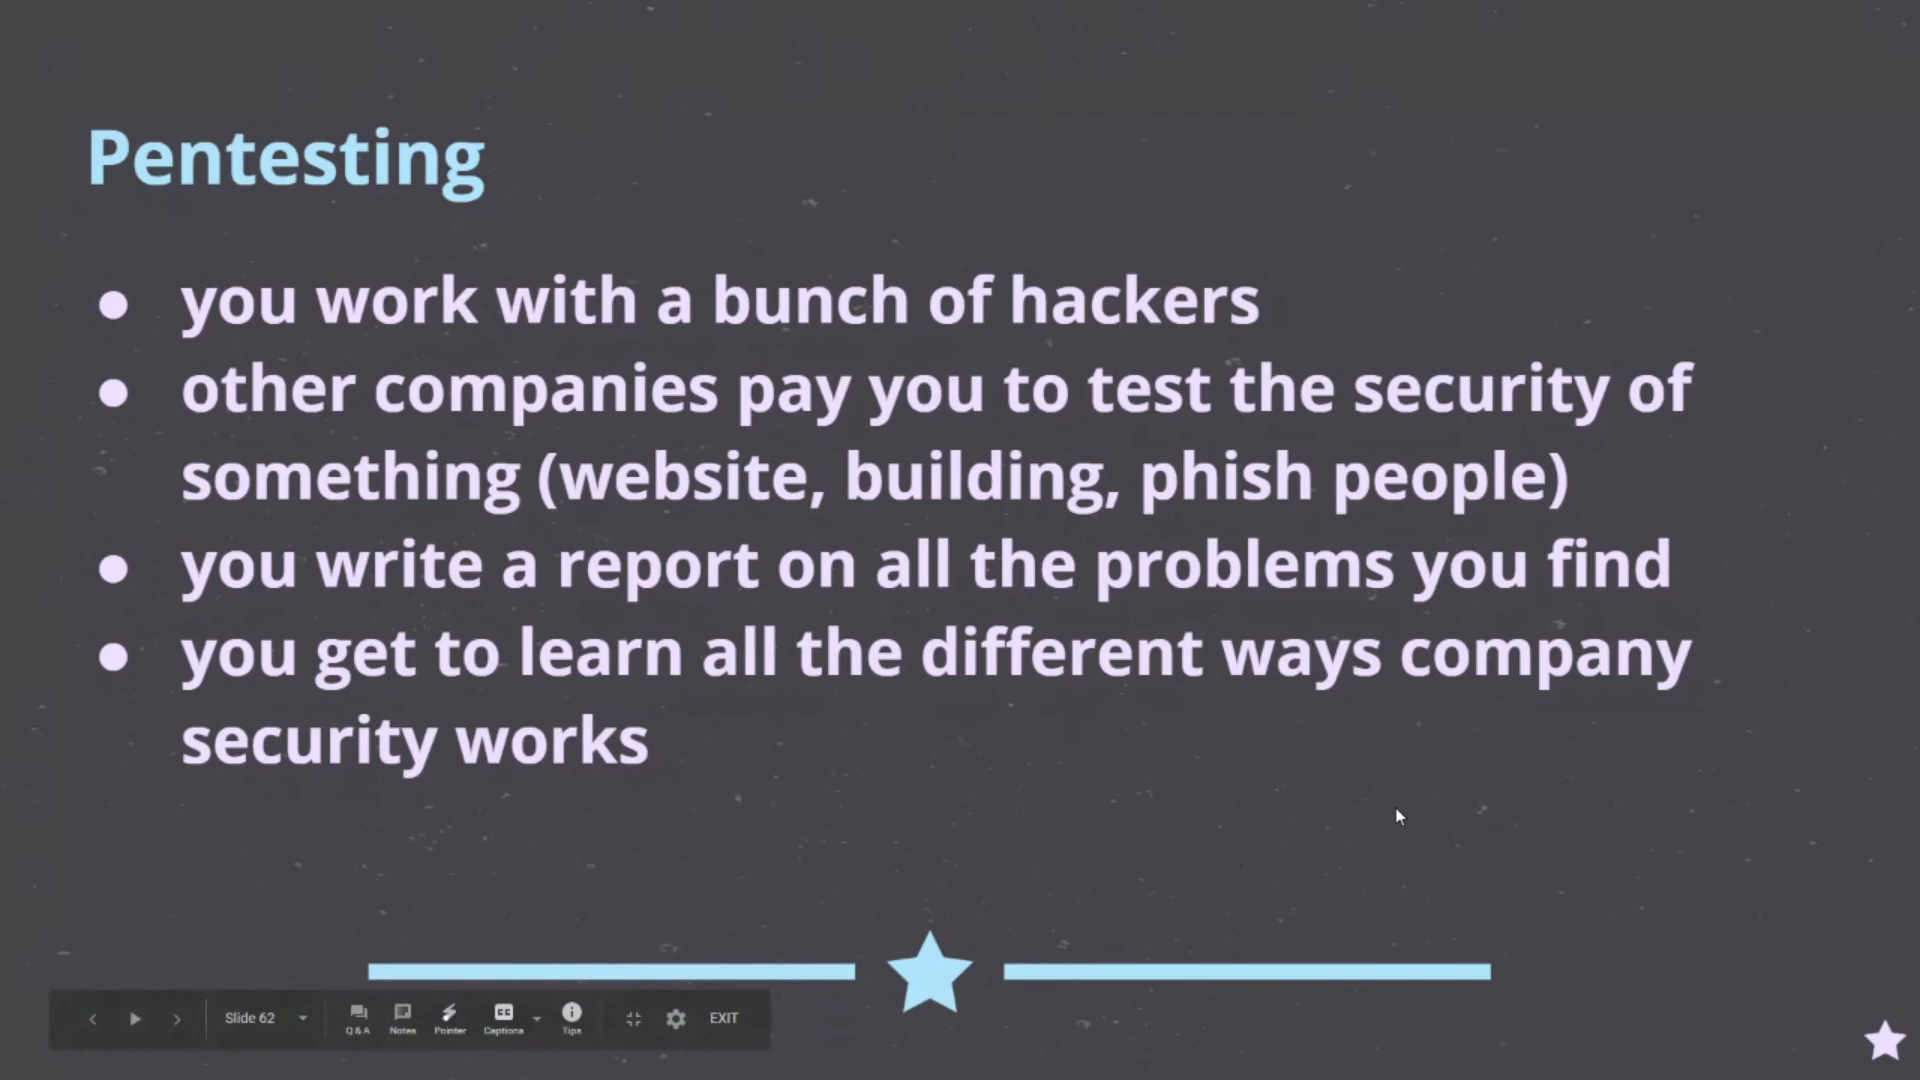 Pentesting
● you work with a bunch of hackers
● other companies pay you to test the security of
something (website, building, phish people)
● you write a report on all the problems you find
● you get to learn all the different ways company
security works
Slide 62
Q&A
Notes
Pointer
CC
Captions
Tips
EXIT